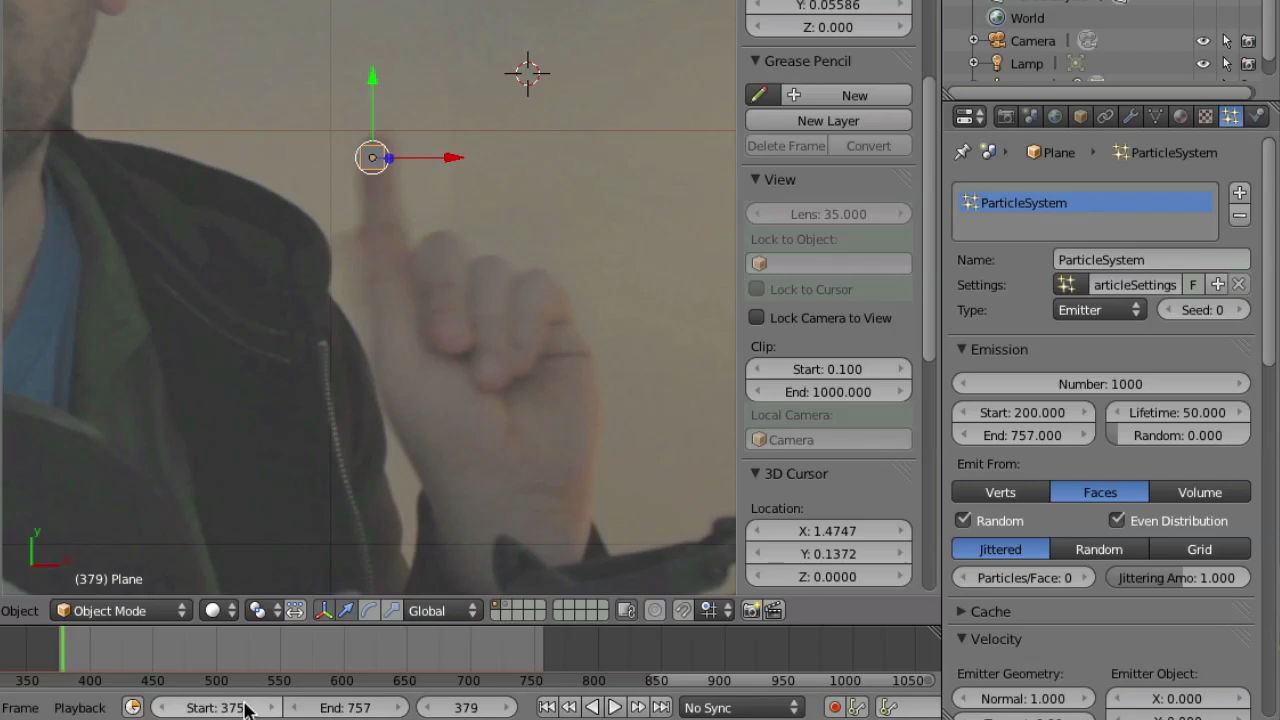 Y: 0.05586
Z: 0.000
Grease Pencil
New
New Layer
Delete Frame Convert
View
Lens: 35.000
Lock to Object:
Lock to Cursor
Lock Camera to View
Clip:
Start: 0.100
End: 1000.000
Local Camera:
Camera
3D Cursor
Location:
X: 1.4747
Y: 0.1372
Z: 0.0000
World
Camera
Lamp
Plane ParticleSystem
ParticleSystem
Name: ParticleSystem
Settings: articleSettings F
Type: Emitter Seed: 0
Emission
Number: 1000
Start: 200.000 Lifetime: 50.000
End: 757.000 Random: 0.000
Emit From:
Verts Faces Volume
Random Even Distribution
Jittered Random Grid
Particles/Face: 0 Jittering Amo: 1.000
Cache
Velocity
Emitter Geometry: Emitter Object:
Normal: 1.000 X: 0.000
y
x
(379) Plane
Object Object Mode Global
350 400 450 500 550 600 650 700 750 800 850 900 950 1000 1050
Frame Playback Start: 375 End: 757 379 No Sync